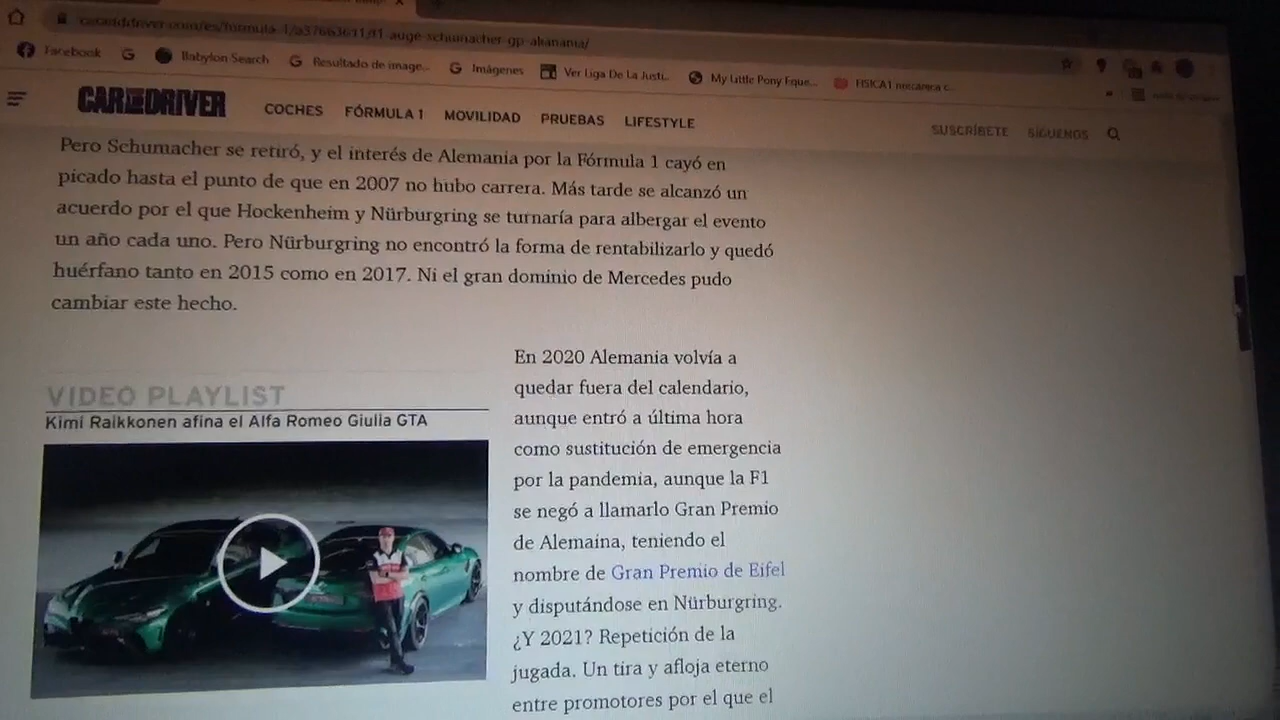 caranddriver.com/es/formula-1/a37663611/f1-auge-schumacher-gp-alemania/
Facebook
Babylon Search
Resultado de image...
Imágenes
Ver Liga De La Justi...
My Little Pony Eque...
FISICA1 noscarica c...
CAR AND DRIVER
COCHES
FÓRMULA 1
MOVILIDAD
PRUEBAS
LIFESTYLE
SUSCRÍBETE
SÍGUENOS
Pero Schumacher se retiró, y el interés de Alemania por la Fórmula 1 cayó en
picado hasta el punto de que en 2007 no hubo carrera. Más tarde se alcanzó un
acuerdo por el que Hockenheim y Nürburgring se turnaría para albergar el evento
un año cada uno. Pero Nürburgring no encontró la forma de rentabilizarlo y quedó
huérfano tanto en 2015 como en 2017. Ni el gran dominio de Mercedes pudo
cambiar este hecho.
VIDEO PLAYLIST
Kimi Raikkonen afina el Alfa Romeo Giulia GTA
En 2020 Alemania volvía a
quedar fuera del calendario,
aunque entró a última hora
como sustitución de emergencia
por la pandemia, aunque la F1
se negó a llamarlo Gran Premio
de Alemaina, teniendo el
nombre de Gran Premio de Eifel
y disputándose en Nürburgring.
¿Y 2021? Repetición de la
jugada. Un tira y afloja eterno
entre promotores por el que el